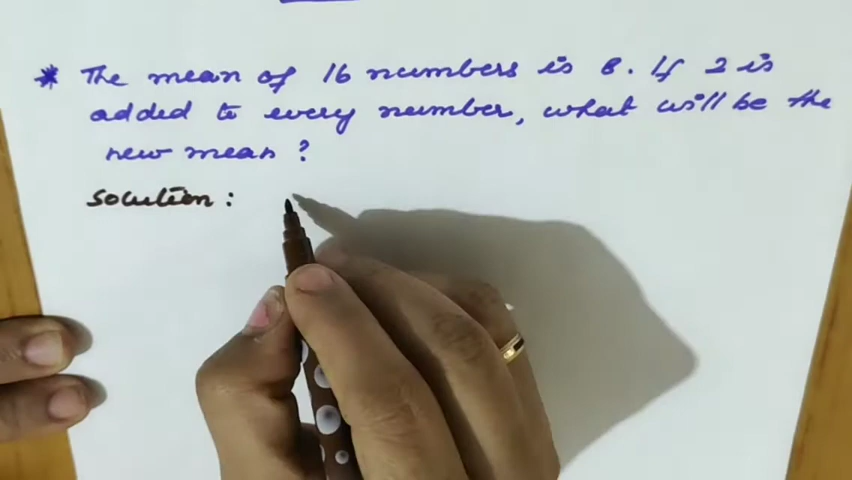 * The mean of 16 numbers is 8. If 2 is
added to every number, what will be the
new mean ?
Solution :